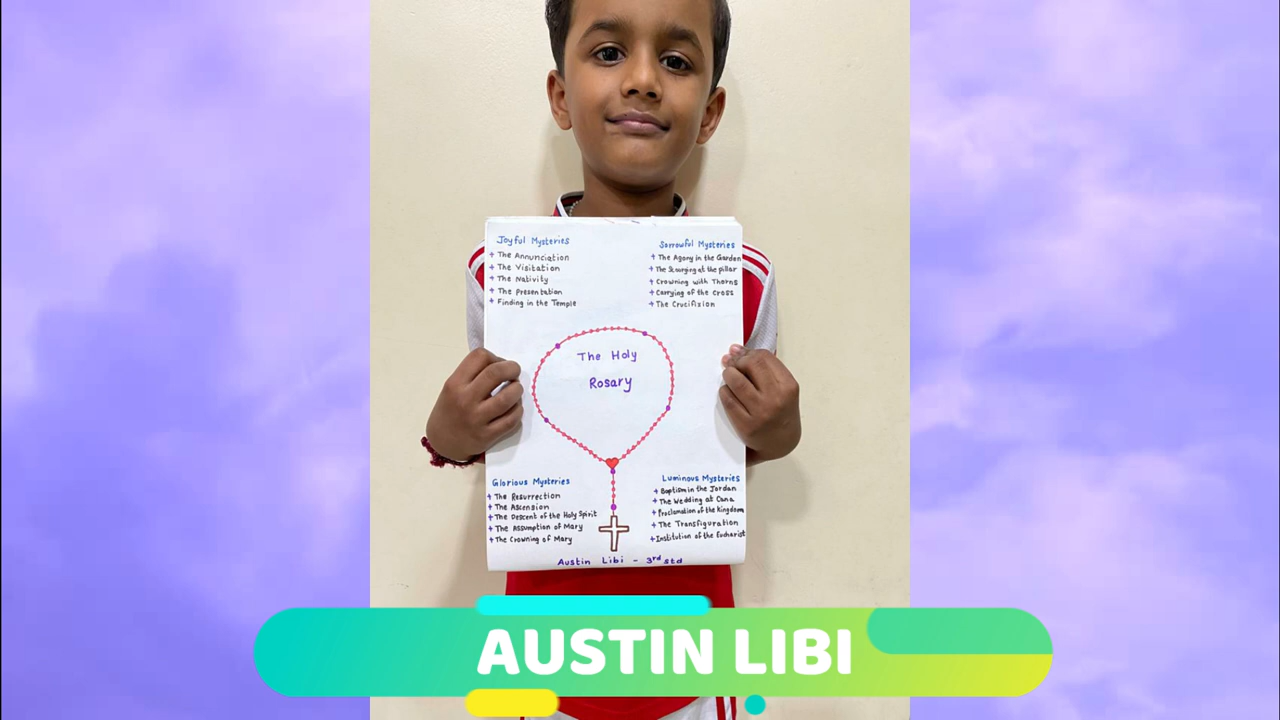 Joyful Mysteries
+ The Annunciation
+ The Visitation
+ The Nativity
+ The Presentation
+ Finding in the Temple
Sorrowful Mysteries
+ The Agony in the Garden
+ The Scourging at the pillar
+ Crowning with Thorns
+ Carrying of the Cross
+ The Crucifixion
The Holy
Rosary
Glorious Mysteries
+ The Resurrection
+ The Ascension
+ The Descent of the Holy Spirit
+ The Assumption of Mary
+ The Crowning of Mary
Luminous Mysteries
+ Baptism in the Jordan
+ The Wedding at Cana
+ Proclamation of the Kingdom
+ The Transfiguration
+ Institution of the Eucharist
Austin Libi - 3rd std
AUSTIN LIBI